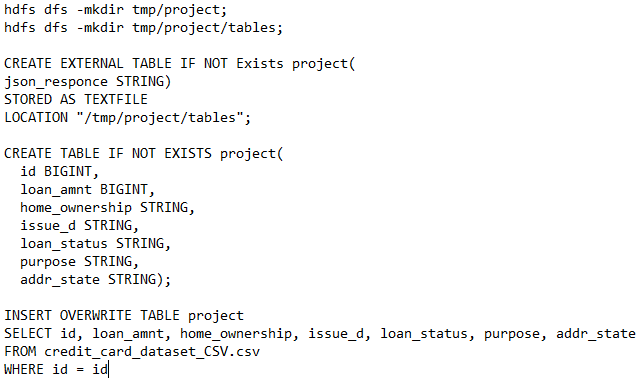 hdfs dfs -mkdir tmp/project;
hdfs dfs -mkdir tmp/project/tables;
CREATE EXTERNAL TABLE IF NOT Exists project(
json_responce STRING)
STORED AS TEXTFILE
LOCATION "/tmp/project/tables";
CREATE TABLE IF NOT EXISTS project(
id BIGINT,
loan_amnt BIGINT,
home_ownership STRING,
issue_d STRING,
loan_status STRING,
purpose STRING,
addr_state STRING);
INSERT OVERWRITE TABLE project
SELECT id, loan_amnt, home_ownership, issue_d, loan_status, purpose, addr_state
FROM credit_card_dataset_CSV.csv
WHERE id = id